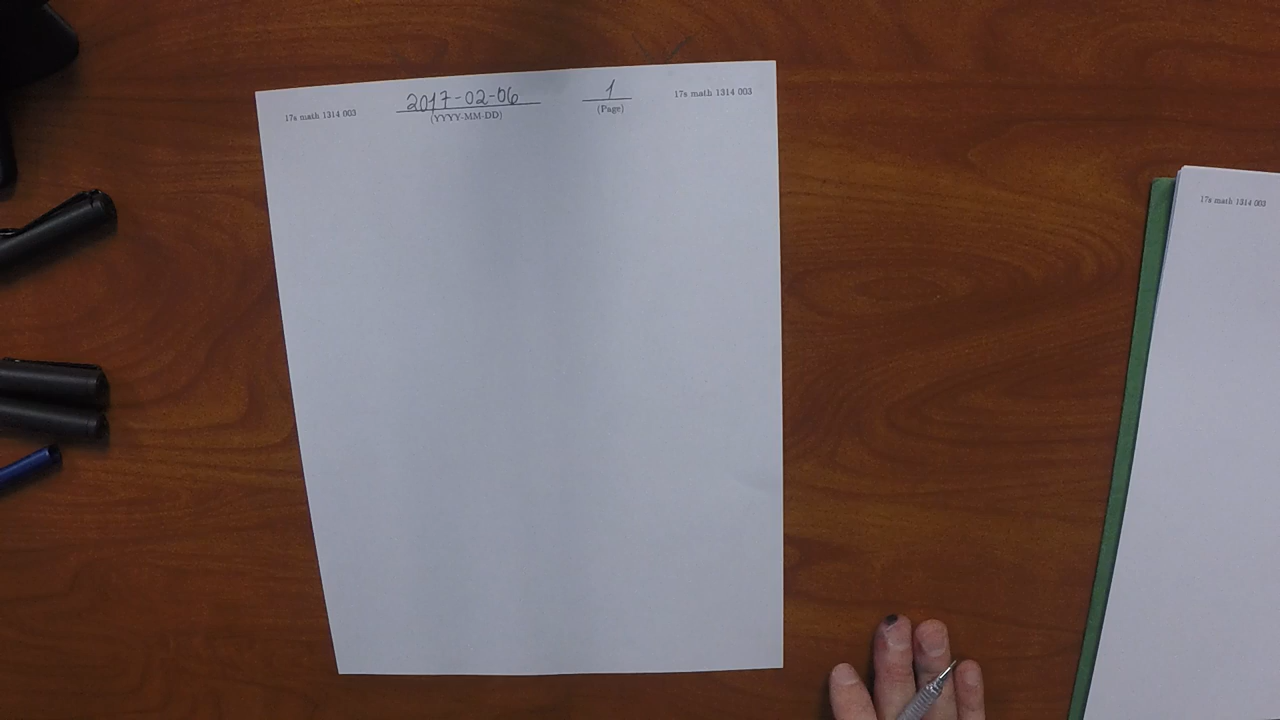 17s math 1314 003
2017-02-06
(YYYY-MM-DD)
1
(Page)
17s math 1314 003
17s math 1314 003